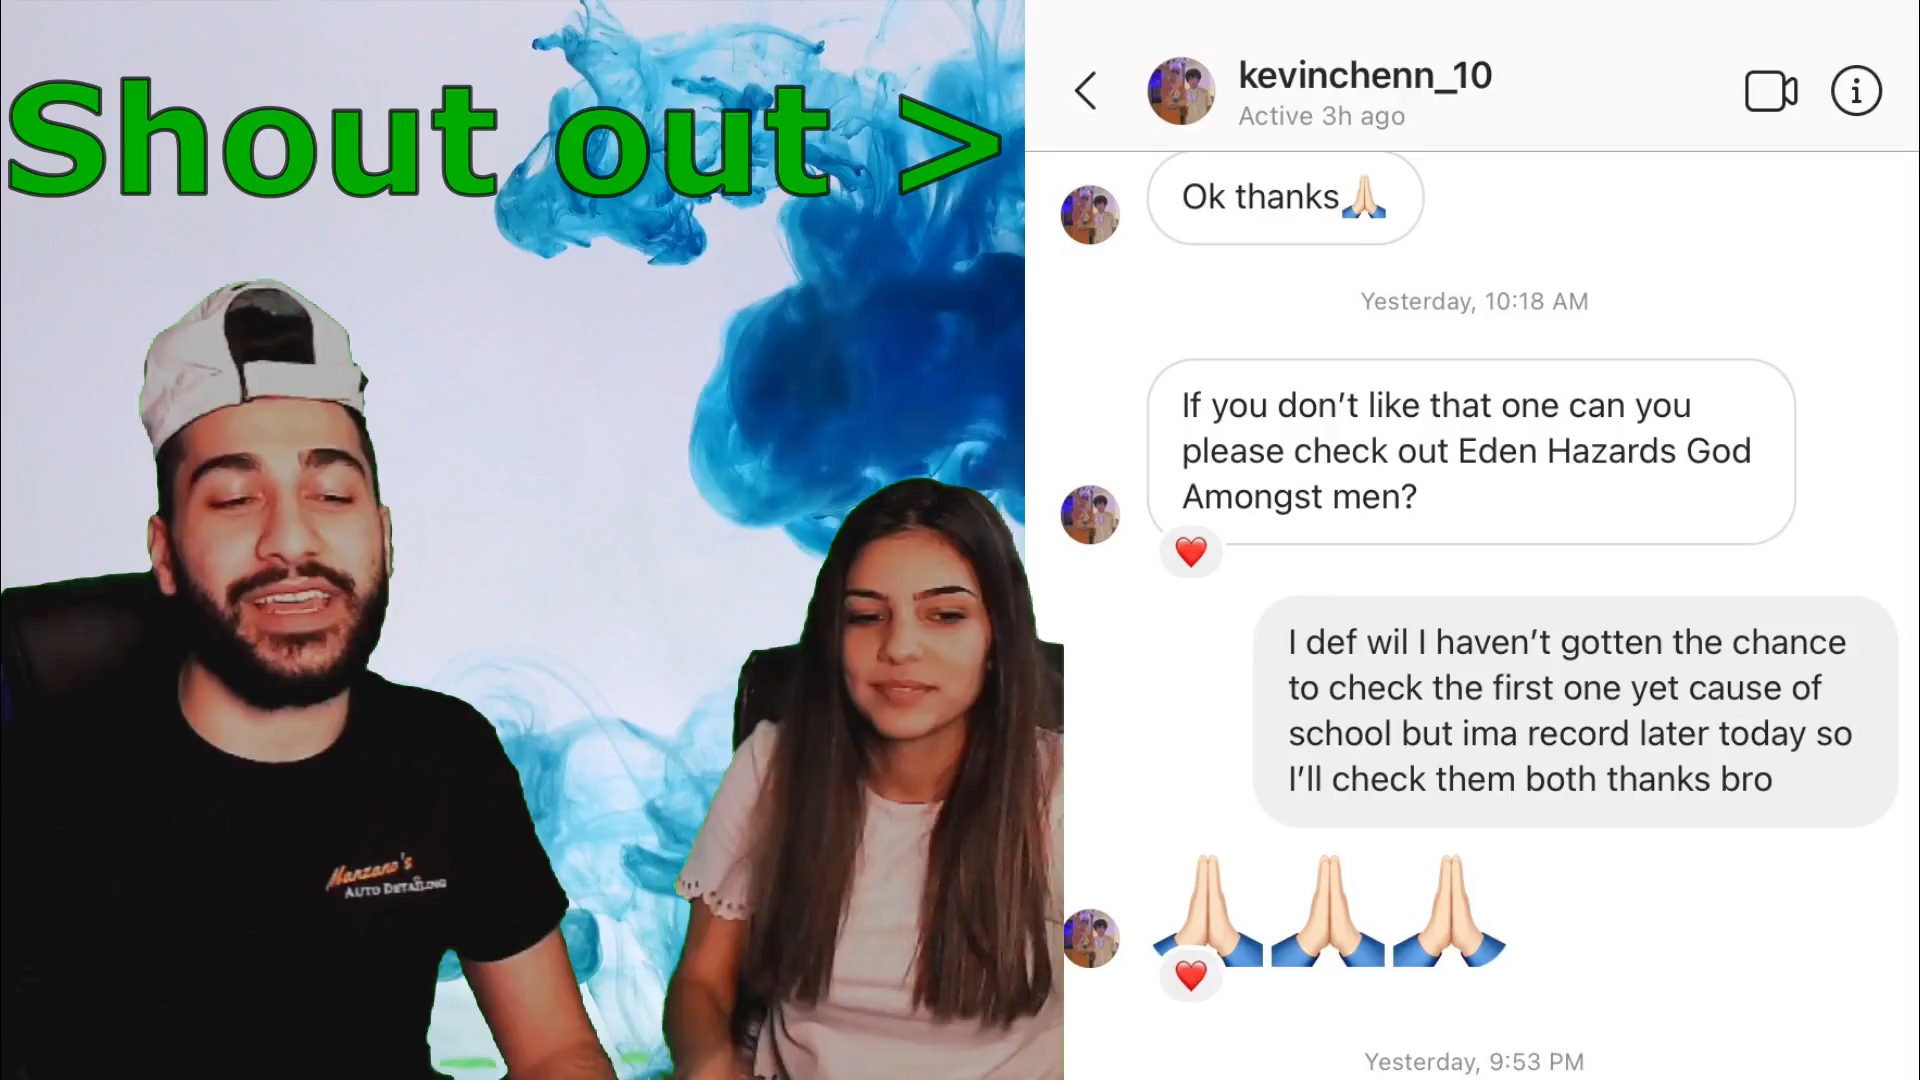 Shout out >
Manzano's
AUTO DETAILING
kevinchenn_10
Active 3h ago
Ok thanks🙏🏻
Yesterday, 10:18 AM
If you don’t like that one can you
please check out Eden Hazards God
Amongst men?
I def wil I haven’t gotten the chance
to check the first one yet cause of
school but ima record later today so
I’ll check them both thanks bro
Yesterday, 9:53 PM